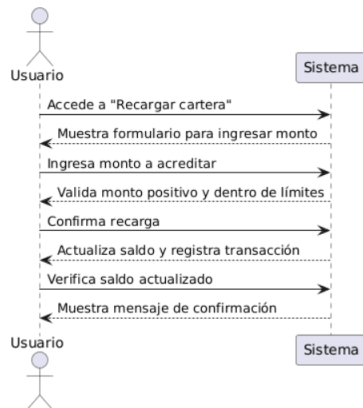 Usuario
Sistema
Accede a "Recargar cartera"
Muestra formulario para ingresar monto
Ingresa monto a acreditar
Valida monto positivo y dentro de límites
Confirma recarga
Actualiza saldo y registra transacción
Verifica saldo actualizado
Muestra mensaje de confirmación
Usuario
Sistema